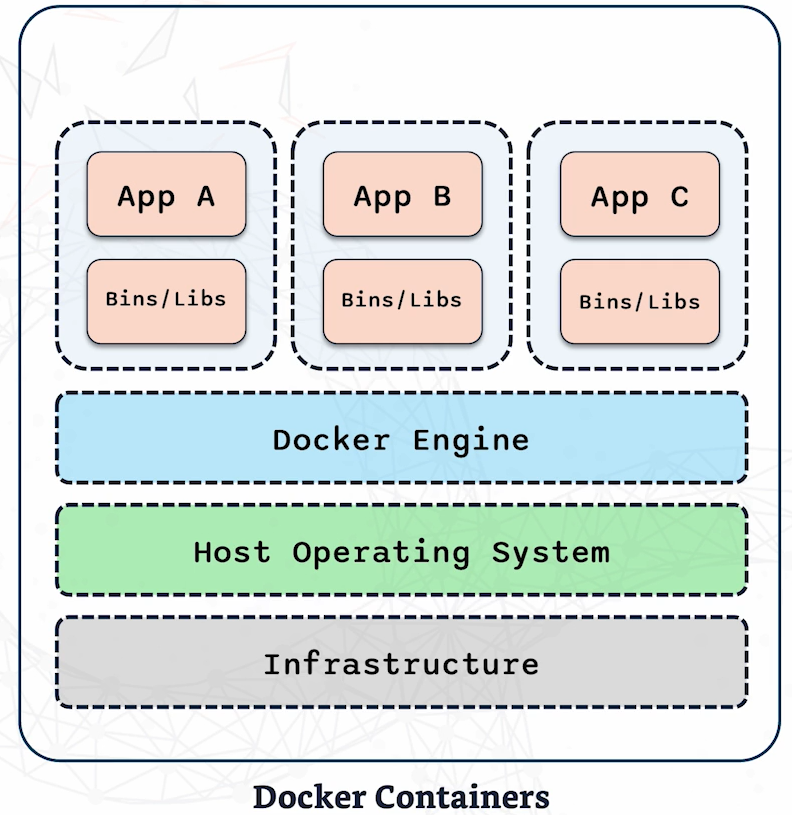 App A
App B
App C
Bins/Libs
Bins/Libs
Bins/Libs
Docker Engine
Host Operating System
Infrastructure
Docker Containers